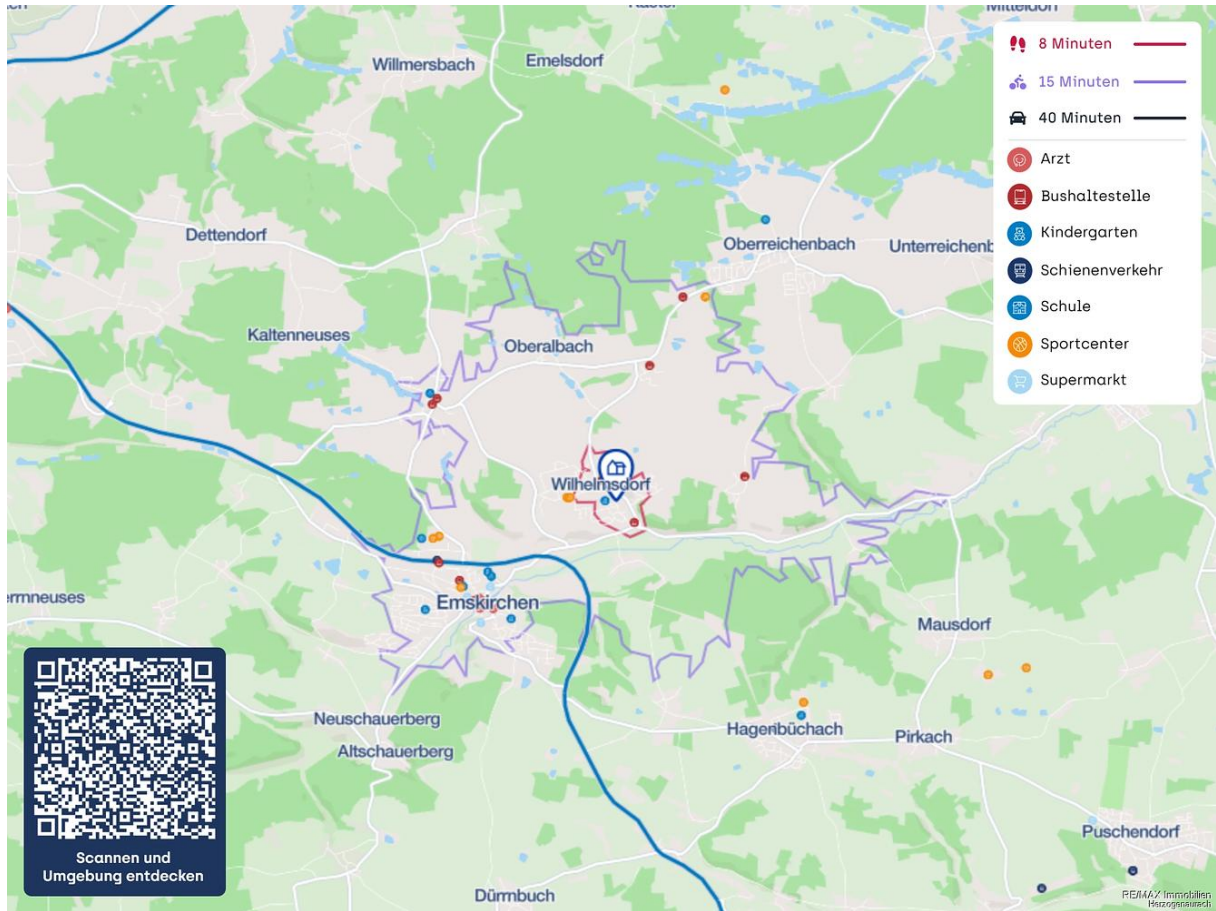 Willmersbach
Emelsdorf
8 Minuten
15 Minuten
40 Minuten
Arzt
Bushaltestelle
Kindergarten
Schienenverkehr
Schule
Sportcenter
Supermarkt
Dettendorf
Oberreichenbach
Unterreichenb
Kaltenneuses
Oberalbach
Wilhelmsdorf
Emskirchen
Mausdorf
Neuschauerberg
Altschauerberg
Hagenbüchach
Pirkach
Puschendorf
Dürrnbuch
Scannen und
Umgebung entdecken
RE/MAX Immobilien
Herzogenaurach